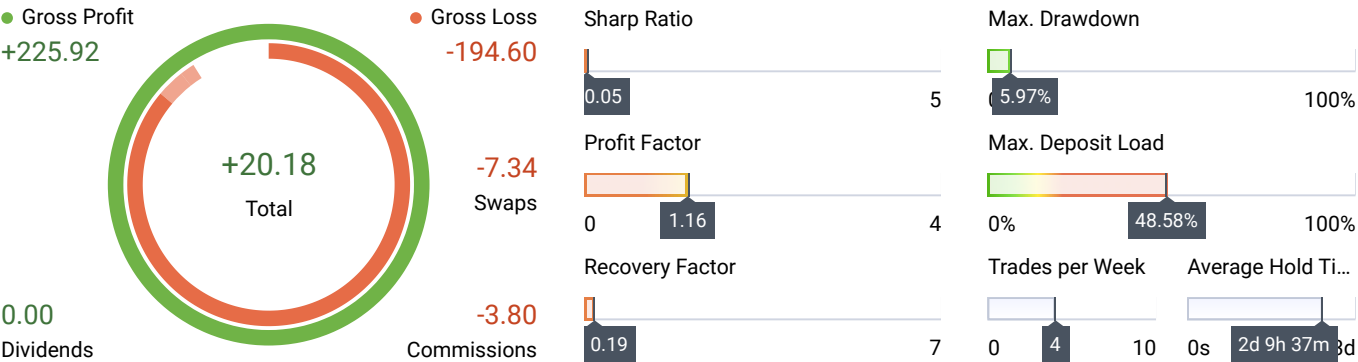 Gross Profit
+225.92
Gross Loss
-194.60
+20.18
Total
-7.34
Swaps
0.00
Dividends
-3.80
Commissions
Sharp Ratio
0.05
5
Profit Factor
0
1.16
4
Recovery Factor
0.19
7
Max. Drawdown
5.97%
100%
Max. Deposit Load
0%
48.58%
100%
Trades per Week
0
4
10
Average Hold Ti...
0s
2d 9h 37m